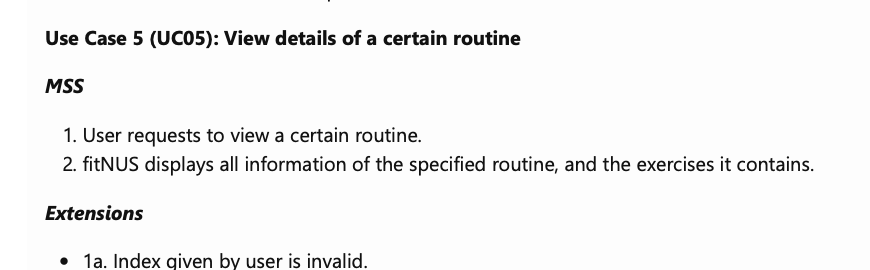 Use Case 5 (UC05): View details of a certain routine
MSS
1. User requests to view a certain routine.
2. fitNUS displays all information of the specified routine, and the exercises it contains.
Extensions
• 1a. Index given by user is invalid.